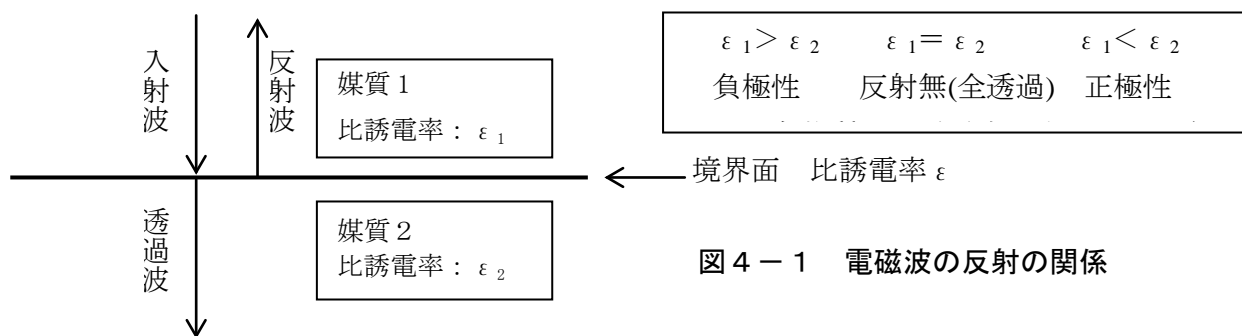 入射波
反射波
媒質1
比誘電率：ε1
ε1＞ε2 ε1＝ε2 ε1＜ε2
負極性 反射無(全透過) 正極性
境界面 比誘電率ε
透過波
媒質2
比誘電率：ε2
図4－1 電磁波の反射の関係